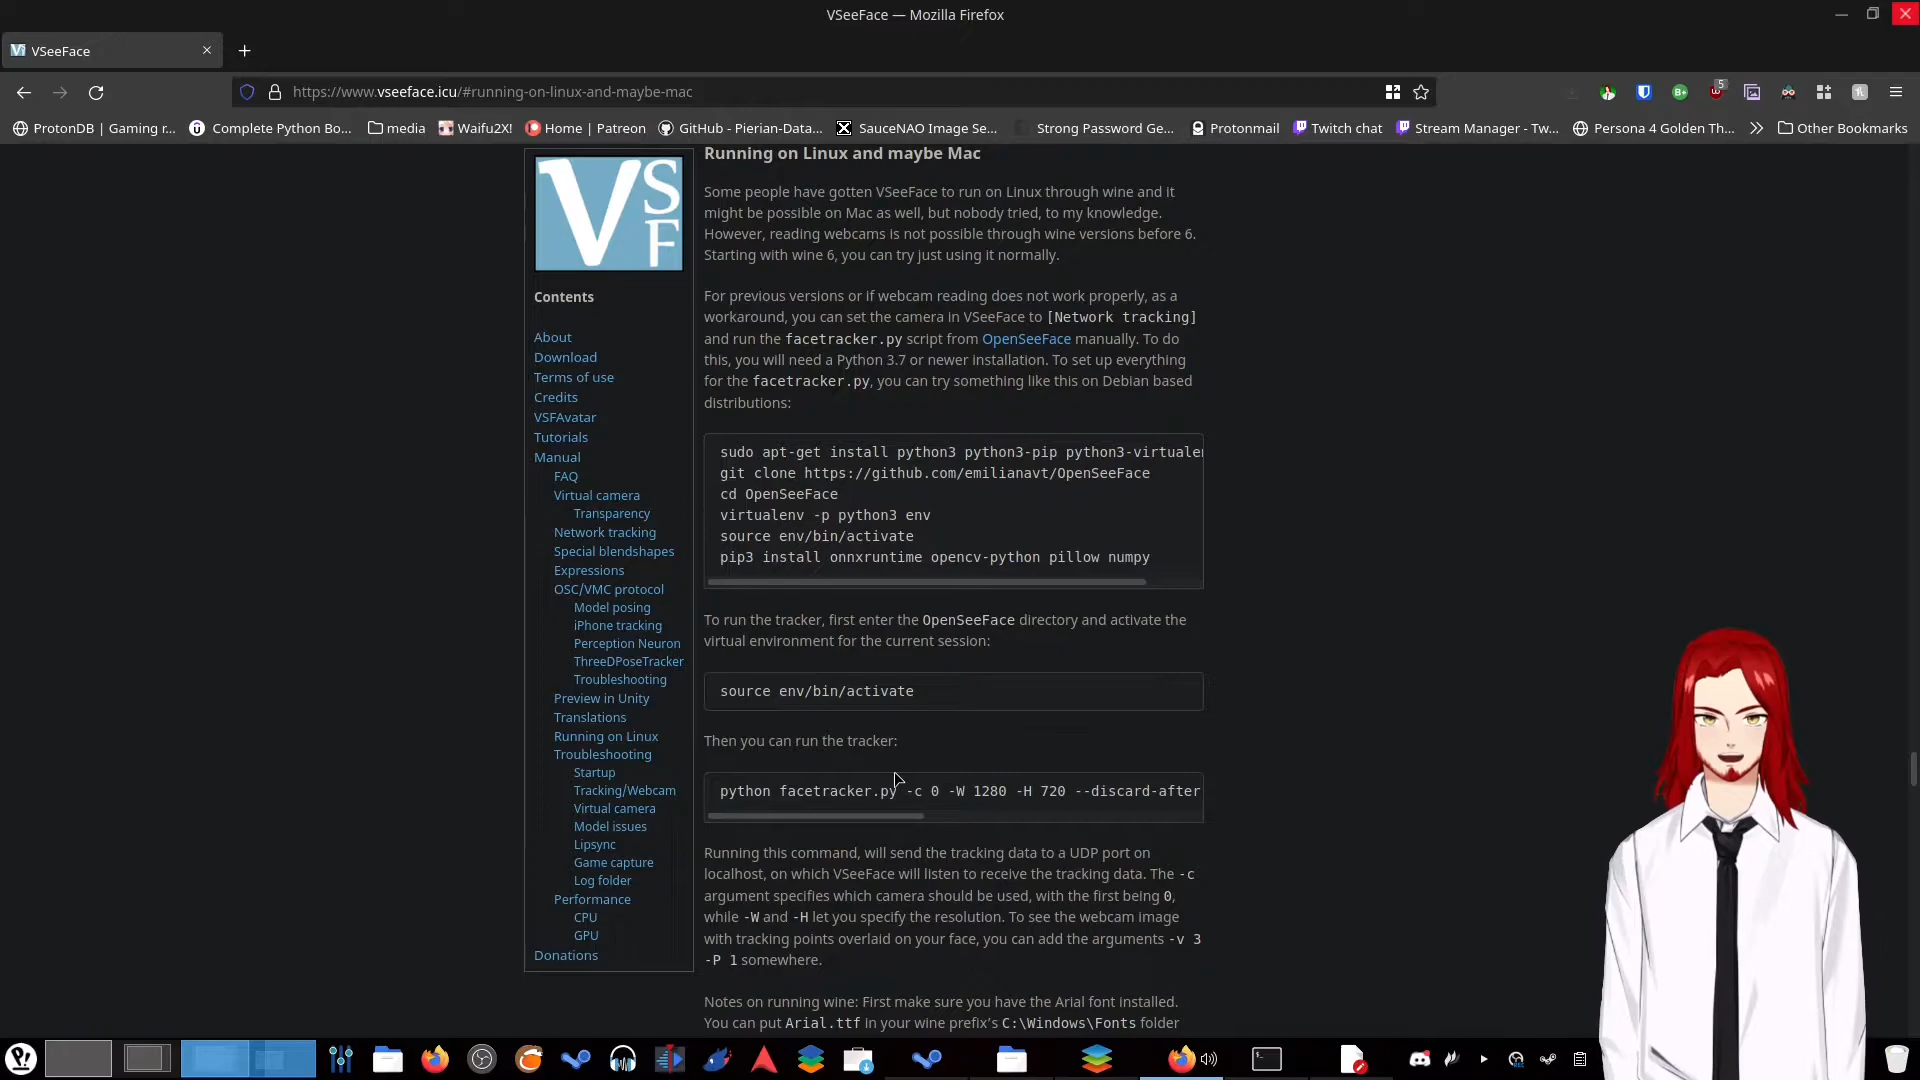 VSeeFace — Mozilla Firefox
VSeeFace
https://www.vseeface.icu/#running-on-linux-and-maybe-mac
5
ProtonDB | Gaming r...
Complete Python Bo...
media
Waifu2X!
Home | Patreon
GitHub - Pierian-Data...
SauceNAO Image Se...
Strong Password Ge...
Protonmail
Twitch chat
Stream Manager - Tw...
Persona 4 Golden Th...
Other Bookmarks
VSF
Contents
About
Download
Terms of use
Credits
VSFAvatar
Tutorials
Manual
FAQ
Virtual camera
Transparency
Network tracking
Special blendshapes
Expressions
OSC/VMC protocol
Model posing
iPhone tracking
Perception Neuron
ThreeDPoseTracker
Troubleshooting
Preview in Unity
Translations
Running on Linux
Troubleshooting
Startup
Tracking/Webcam
Virtual camera
Model issues
Lipsync
Game capture
Log folder
Performance
CPU
GPU
Donations
Running on Linux and maybe Mac
Some people have gotten VSeeFace to run on Linux through wine and it
might be possible on Mac as well, but nobody tried, to my knowledge.
However, reading webcams is not possible through wine versions before 6.
Starting with wine 6, you can try just using it normally.
For previous versions or if webcam reading does not work properly, as a
workaround, you can set the camera in VSeeFace to [Network tracking]
and run the facetracker.py script from OpenSeeFace manually. To do
this, you will need a Python 3.7 or newer installation. To set up everything
for the facetracker.py, you can try something like this on Debian based
distributions:
sudo apt-get install python3 python3-pip python3-virtualen
git clone https://github.com/emilianavt/OpenSeeFace
cd OpenSeeFace
virtualenv -p python3 env
source env/bin/activate
pip3 install onnxruntime opencv-python pillow numpy
To run the tracker, first enter the OpenSeeFace directory and activate the
virtual environment for the current session:
source env/bin/activate
Then you can run the tracker:
python facetracker.py -c 0 -W 1280 -H 720 --discard-after
Running this command, will send the tracking data to a UDP port on
localhost, on which VSeeFace will listen to receive the tracking data. The -c
argument specifies which camera should be used, with the first being 0,
while -W and -H let you specify the resolution. To see the webcam image
with tracking points overlaid on your face, you can add the arguments -v 3
-P 1 somewhere.
Notes on running wine: First make sure you have the Arial font installed.
You can put Arial.ttf in your wine prefix's C:\Windows\Fonts folder